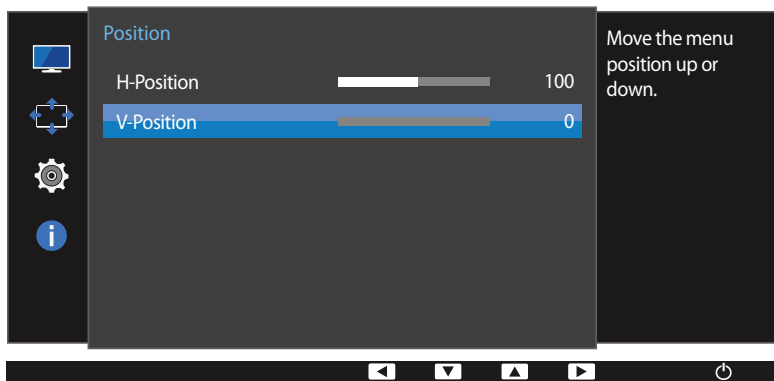 Position
H-Position 100
V-Position 0
Move the menu
position up or
down.
i